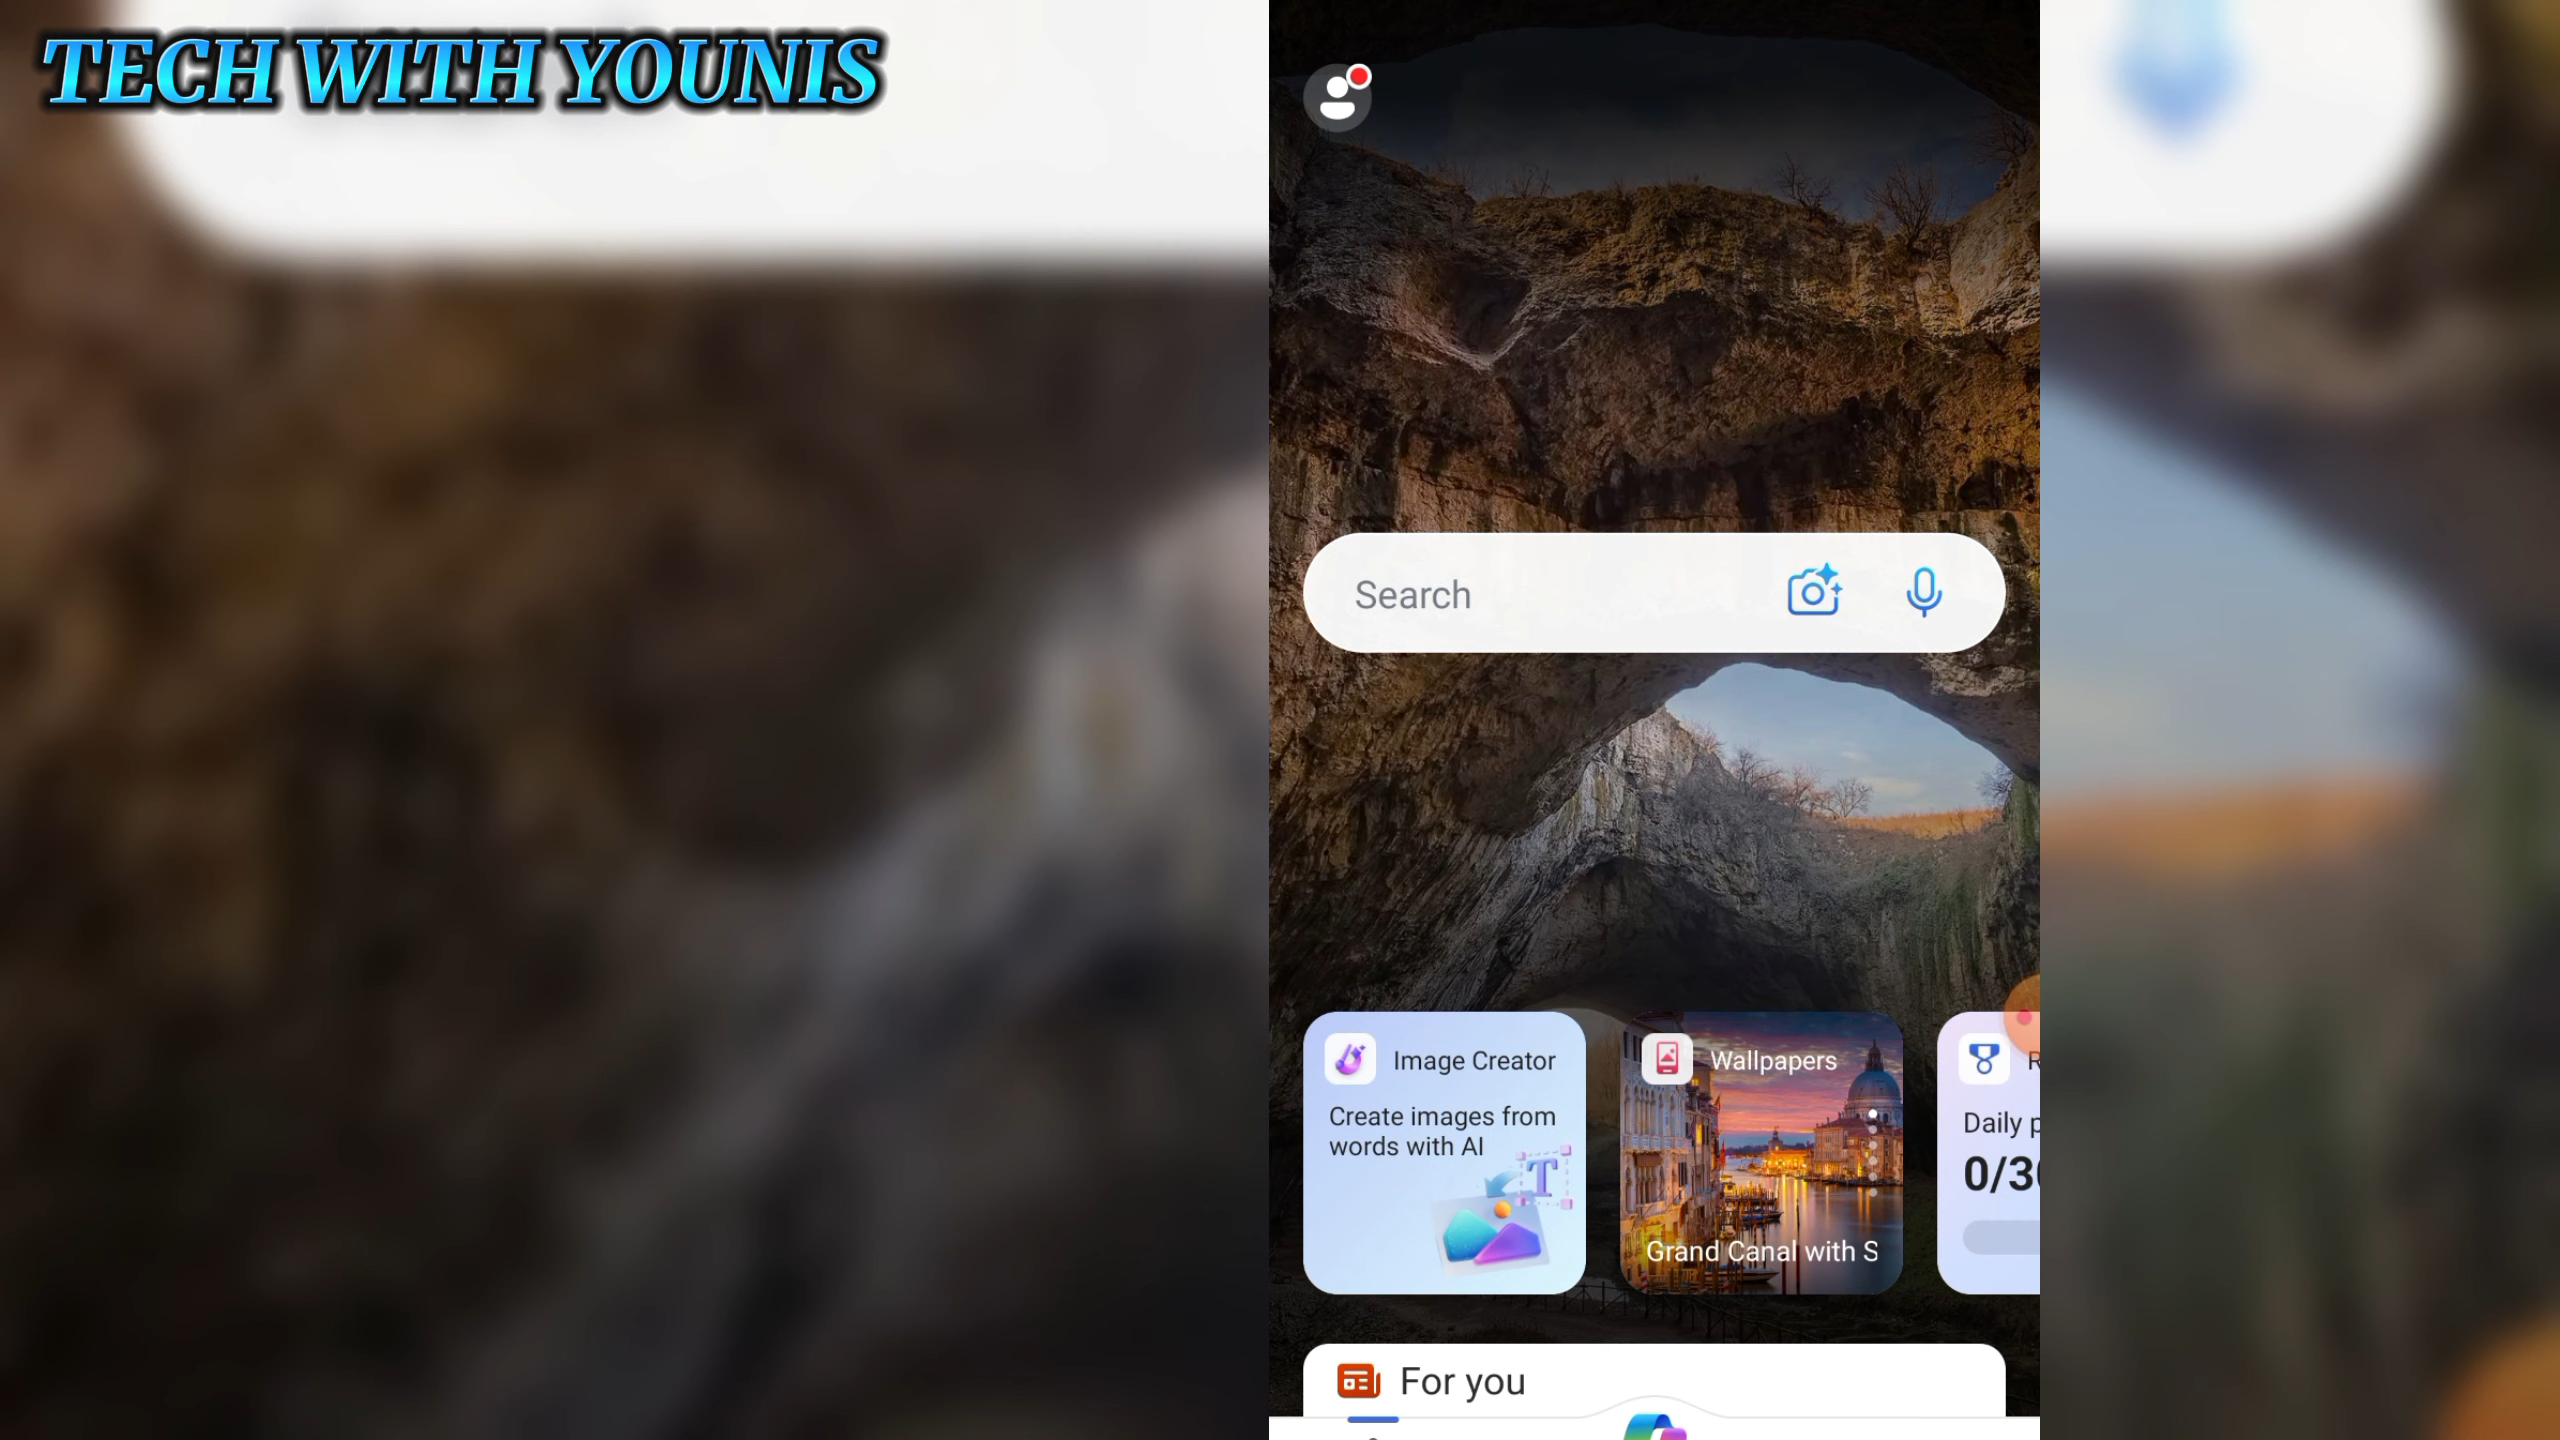 TECH WITH YOUNIS
Search
Image Creator
Create images from
words with AI
Wallpapers
Grand Canal with S
R
Daily p
0/30
For you